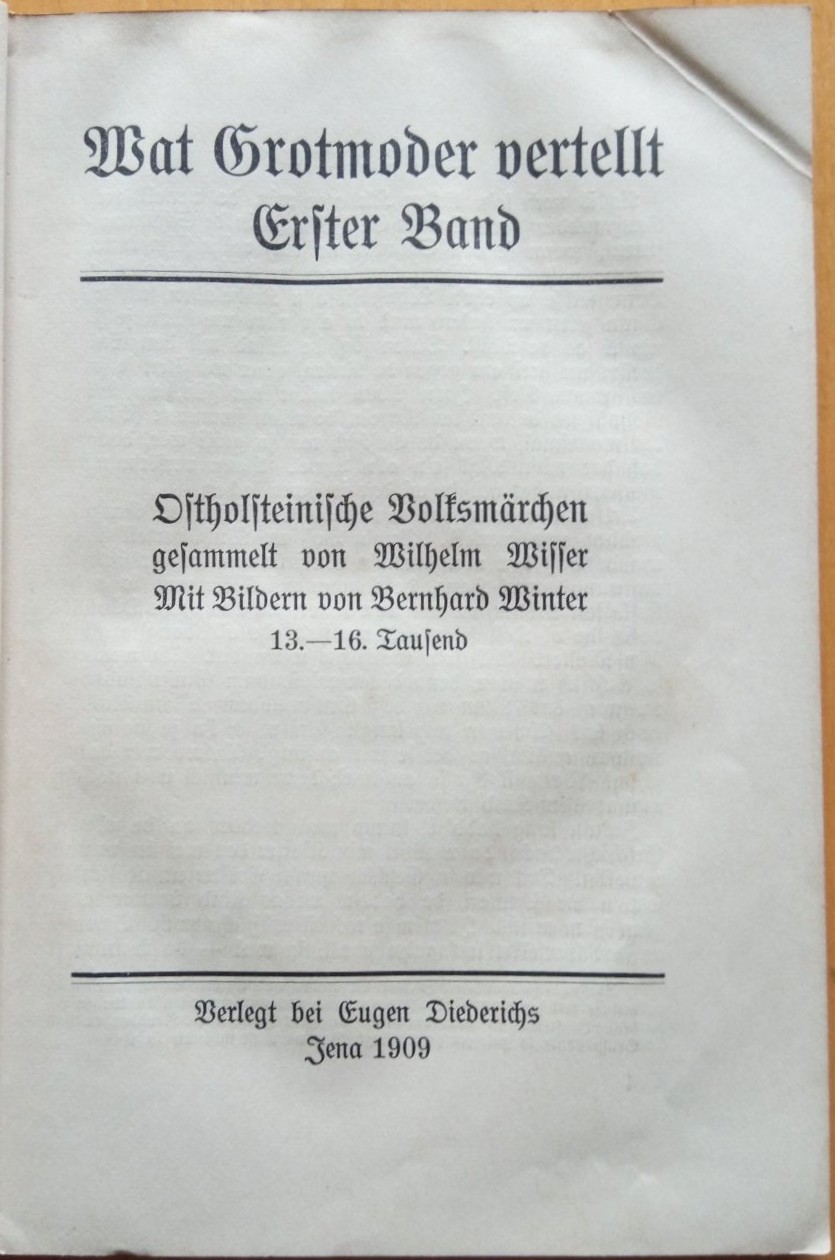 Wat Grotmoder vertellt
Erſter Band
Oſtholſteiniſche Volksmärchen
geſammelt von Wilhelm Wiſſer
Mit Bildern von Bernhard Winter
13.—16. Tauſend
Verlegt bei Eugen Diederichs
Jena 1909